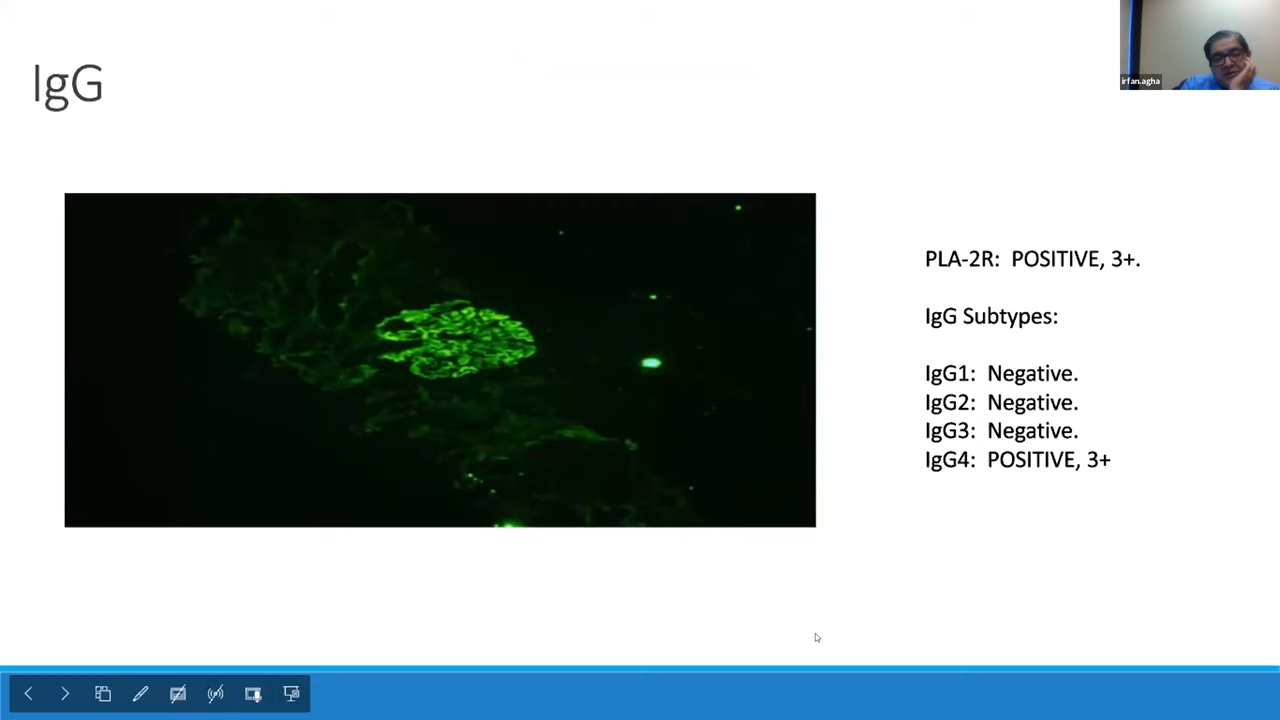 IgG
irfan.agha
PLA-2R: POSITIVE, 3+.
IgG Subtypes:
IgG1: Negative.
IgG2: Negative.
IgG3: Negative.
IgG4: POSITIVE, 3+